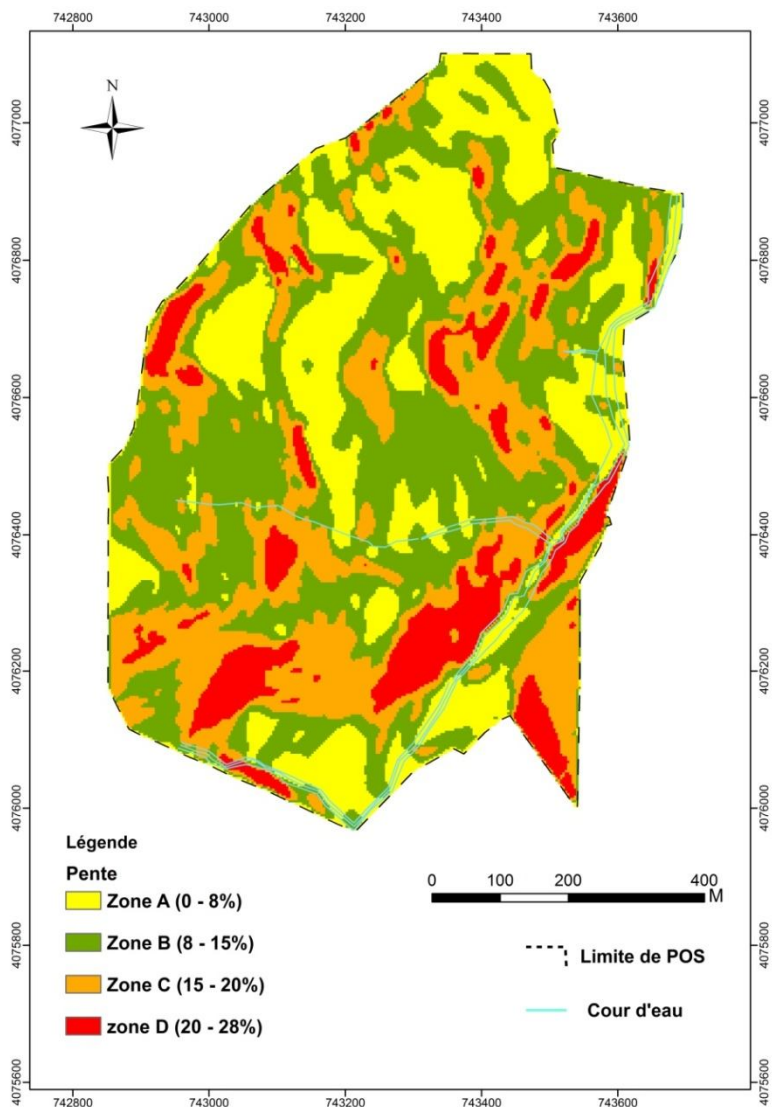 742800 743000 743200 743400 743600
N
4077000 4077000
4076800 4076800
4076600 4076600
4076400 4076400
4076200 4076200
4076000 4076000
4075800 4075800
4075600 4075600
Légende
Pente
Zone A (0 - 8%)
Zone B (8 - 15%)
Zone C (15 - 20%)
zone D (20 - 28%)
0 100 200 400
M
Limite de POS
Cour d'eau
742800 743000 743200 743400 743600